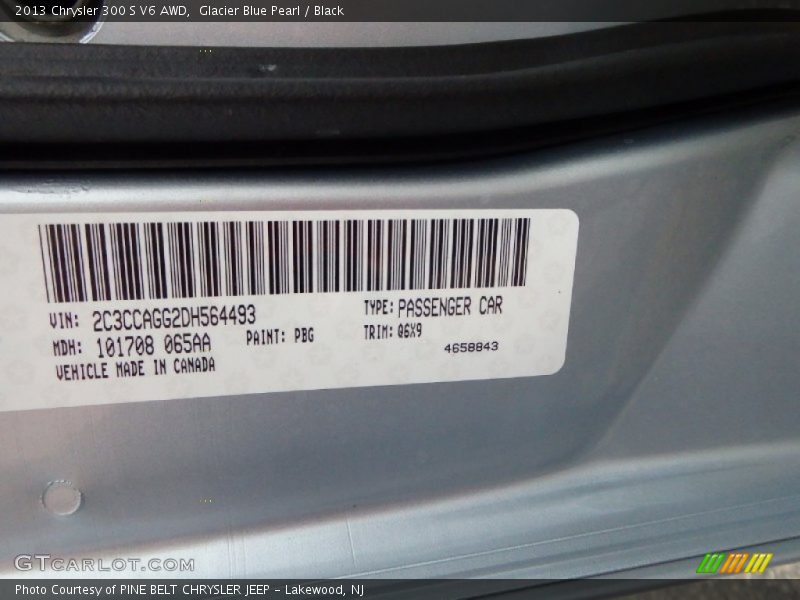 2013 Chrysler 300 S V6 AWD, Glacier Blue Pearl / Black
VIN: 2C3CCAGG2DH564493
TYPE: PASSENGER CAR
MDH: 101708 065AA
PAINT: PBG
TRIM: Q6X9
VEHICLE MADE IN CANADA
4658843
GTCARLOT.COM
Photo Courtesy of PINE BELT CHRYSLER JEEP - Lakewood, NJ